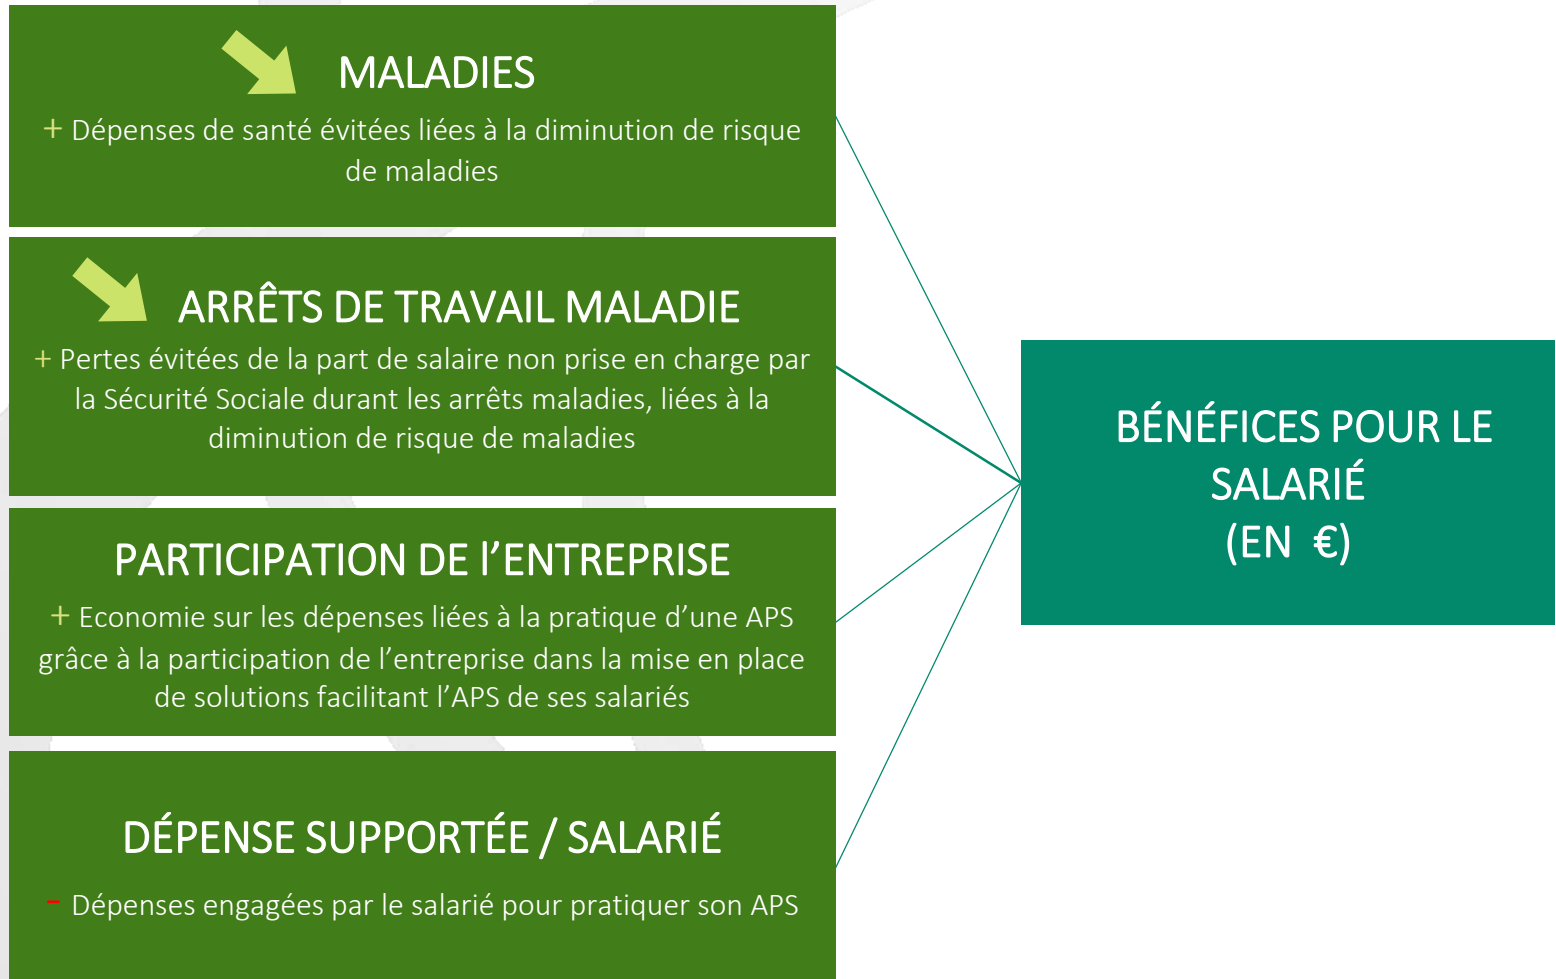 MALADIES
+ Dépenses de santé évitées liées à la diminution de risque
de maladies
ARRÊTS DE TRAVAIL MALADIE
+ Pertes évitées de la part de salaire non prise en charge par
la Sécurité Sociale durant les arrêts maladies, liées à la
diminution de risque de maladies
PARTICIPATION DE l’ENTREPRISE
+ Economie sur les dépenses liées à la pratique d’une APS
grâce à la participation de l’entreprise dans la mise en place
de solutions facilitant l’APS de ses salariés
DÉPENSE SUPPORTÉE / SALARIÉ
- Dépenses engagées par le salarié pour pratiquer son APS
BÉNÉFICES POUR LE
SALARIÉ
(EN €)